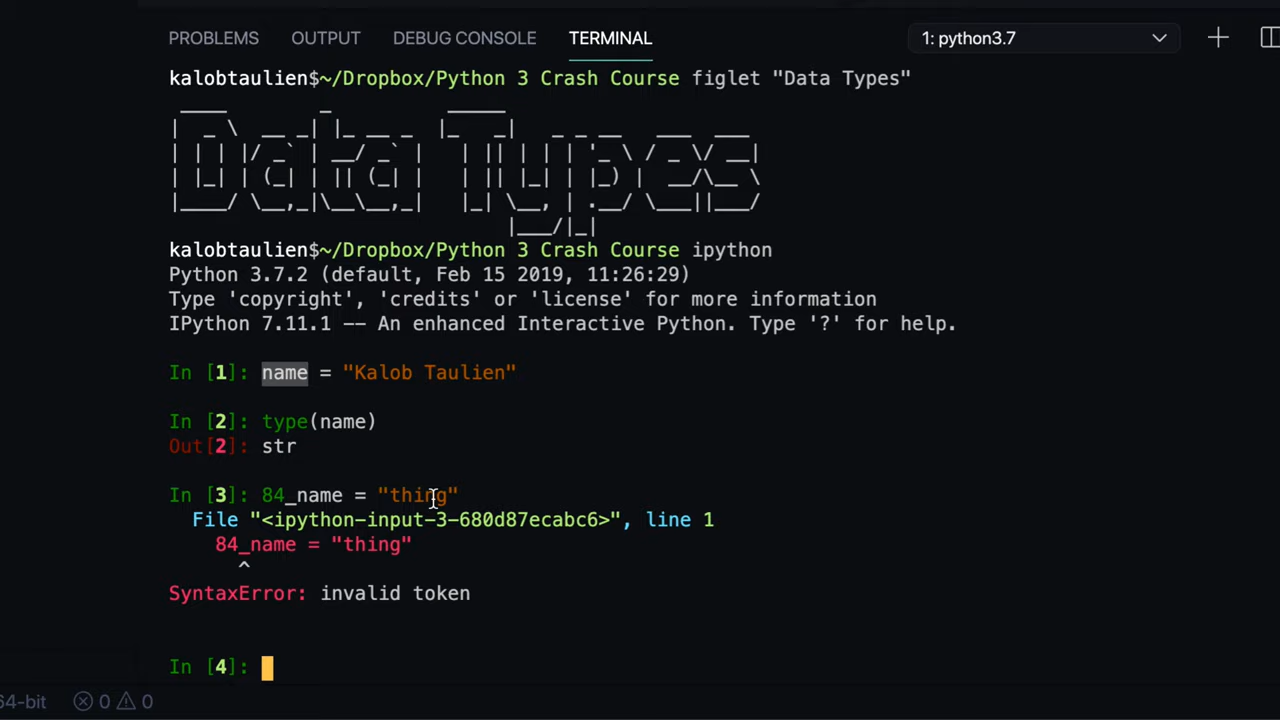 PROBLEMS OUTPUT DEBUG CONSOLE TERMINAL 1: python3.7
kalobtaulien$~/Dropbox/Python 3 Crash Course figlet "Data Types"
Data Types
kalobtaulien$~/Dropbox/Python 3 Crash Course ipython
Python 3.7.2 (default, Feb 15 2019, 11:26:29)
Type 'copyright', 'credits' or 'license' for more information
IPython 7.11.1 -- An enhanced Interactive Python. Type '?' for help.
In [1]: name = "Kalob Taulien"
In [2]: type(name)
Out[2]: str
In [3]: 84_name = "thing"
File "<ipython-input-3-680d87ecabc6>", line 1
84_name = "thing"
^
SyntaxError: invalid token
In [4]:
64-bit 0 0